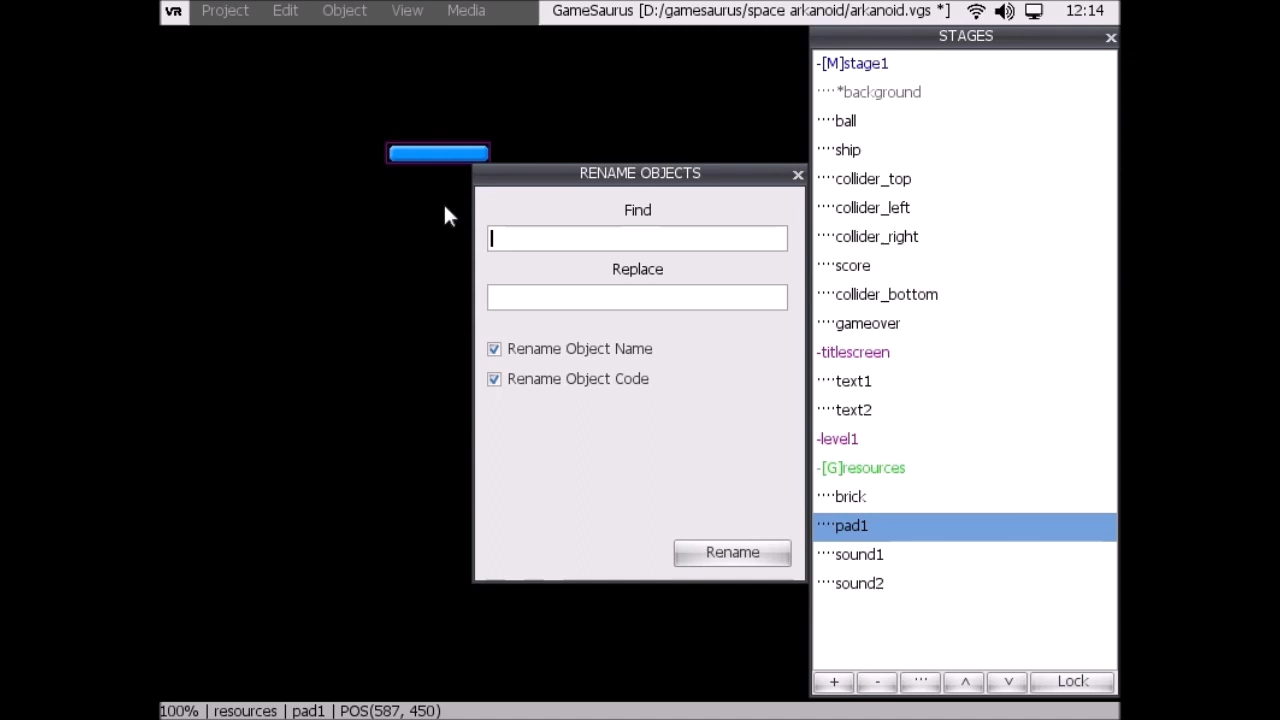 VR Project Edit Object View Media GameSaurus [D:/gamesaurus/space arkanoid/arkanoid.vgs *] 12:14
STAGES x
-[M]stage1
····*background
····ball
····ship
····collider_top
····collider_left
····collider_right
····score
····collider_bottom
····gameover
-titlescreen
····text1
····text2
-level1
-[G]resources
····brick
····pad1
····sound1
····sound2
+ - ... ^ v Lock
RENAME OBJECTS x
Find
Replace
Rename Object Name
Rename Object Code
Rename
100% | resources | pad1 | POS(587, 450)